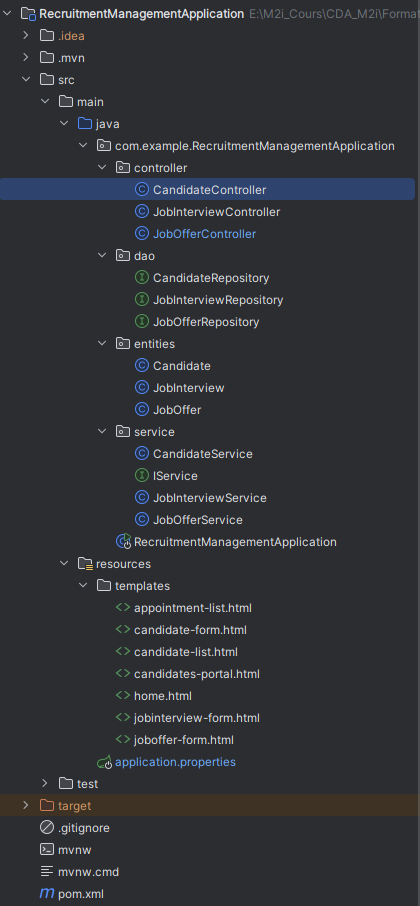 RecruitmentManagementApplication E:\M2i_Cours\CDA_M2i\Format
.idea
.mvn
src
main
java
com.example.RecruitmentManagementApplication
controller
CandidateController
JobInterviewController
JobOfferController
dao
CandidateRepository
JobInterviewRepository
JobOfferRepository
entities
Candidate
JobInterview
JobOffer
service
CandidateService
IService
JobInterviewService
JobOfferService
RecruitmentManagementApplication
resources
templates
appointment-list.html
candidate-form.html
candidate-list.html
candidates-portal.html
home.html
jobinterview-form.html
joboffer-form.html
application.properties
test
target
.gitignore
mvnw
mvnw.cmd
pom.xml